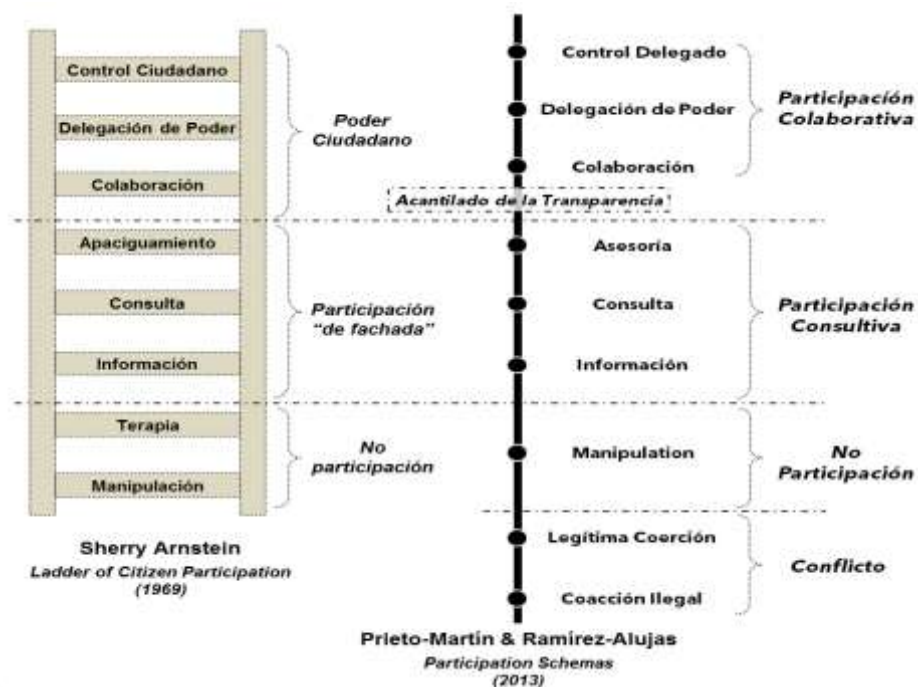 Control Ciudadano
Delegación de Poder
Colaboración
Poder
Ciudadano
Apaciguamiento
Consulta
Información
Participación
“de fachada”
Terapia
Manipulación
No
participación
Sherry Arnstein
Ladder of Citizen Participation
(1969)
Control Delegado
Delegación de Poder
Colaboración
Participación
Colaborativa
Acantilado de la Transparencia
Asesoría
Consulta
Información
Participación
Consultiva
Manipulation
No
Participación
Legítima Coerción
Coacción Ilegal
Conflicto
Prieto-Martín & Ramírez-Alujas
Participation Schemas
(2013)